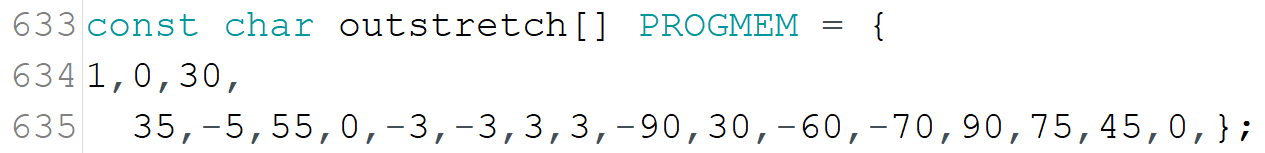 633 const char outstretch[] PROGMEM = {
634 1,0,30,
635   35,-5,55,0,-3,-3,3,3,-90,30,-60,-70,90,75,45,0,};